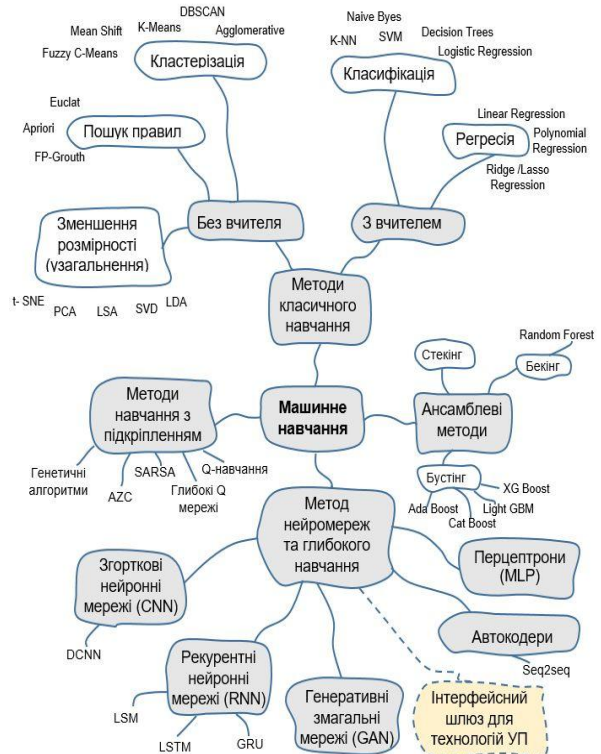 DBSCAN
Mean Shift
K-Means
Agglomerative
Fuzzy C-Means
Кластерізація
Naive Byes
K-NN
SVM
Decision Trees
Logistic Regression
Класифікація
Euclat
Apriori
Пошук правил
FP-Grouth
Linear Regression
Регресія
Polynomial
Regression
Ridge /Lasso
Regression
Без вчителя
З вчителем
Зменшення
розмірності
(узагальнення)
t- SNE
PCA
LSA
SVD
LDA
Методи
класичного
навчання
Стекінг
Random Forest
Бекінг
Методи
навчання з
підкріпленням
Машинне
навчання
Ансамблеві
методи
Генетичні
алгоритми
AZC
SARSA
Глибокі Q
мережі
Q-навчання
Бустінг
XG Boost
Ada Boost
Light GBM
Cat Boost
Метод
нейромереж
та глибокого
навчання
Перцептрони
(MLP)
Згорткові
нейронні
мережі (CNN)
DCNN
Автокодери
Seq2seq
Рекурентні
нейронні
мережі (RNN)
LSM
LSTM
GRU
Генеративні
змагальні
мережі (GAN)
Інтерфейсний
шлюз для
технологій УП